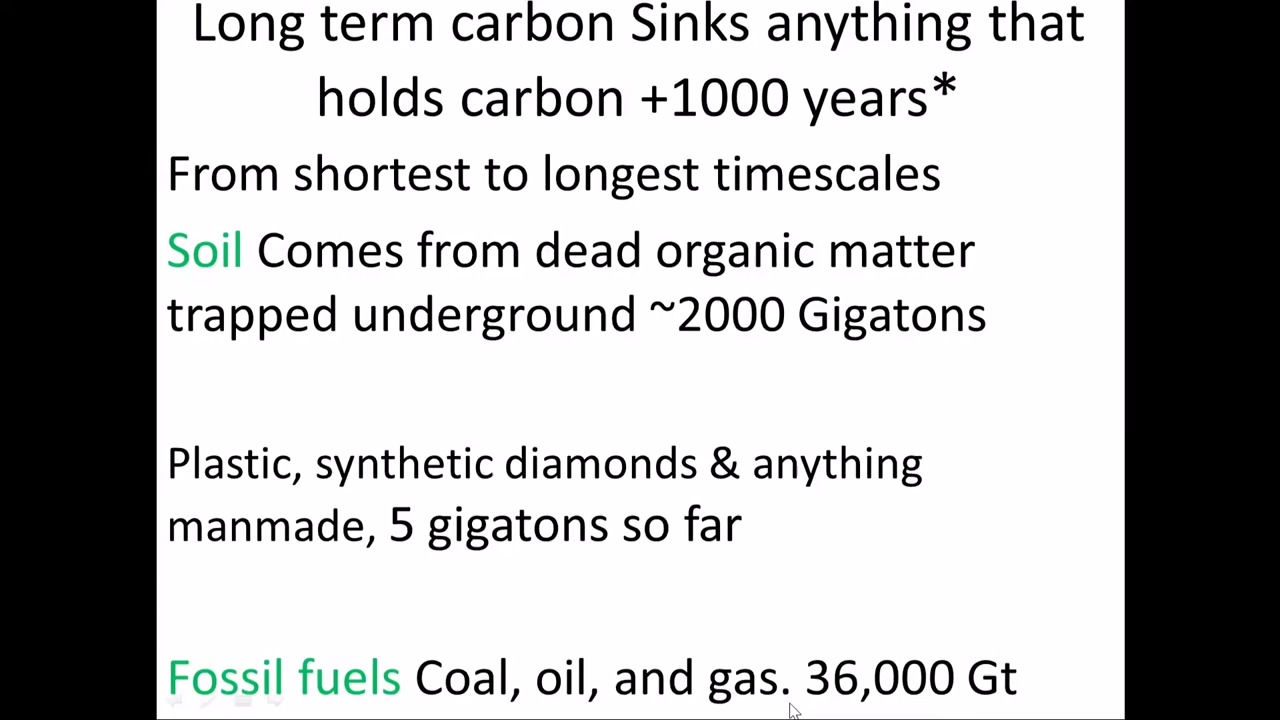 Long term carbon Sinks anything that
holds carbon +1000 years*
From shortest to longest timescales
Soil Comes from dead organic matter
trapped underground ~2000 Gigatons
Plastic, synthetic diamonds & anything
manmade, 5 gigatons so far
Fossil fuels Coal, oil, and gas. 36,000 Gt